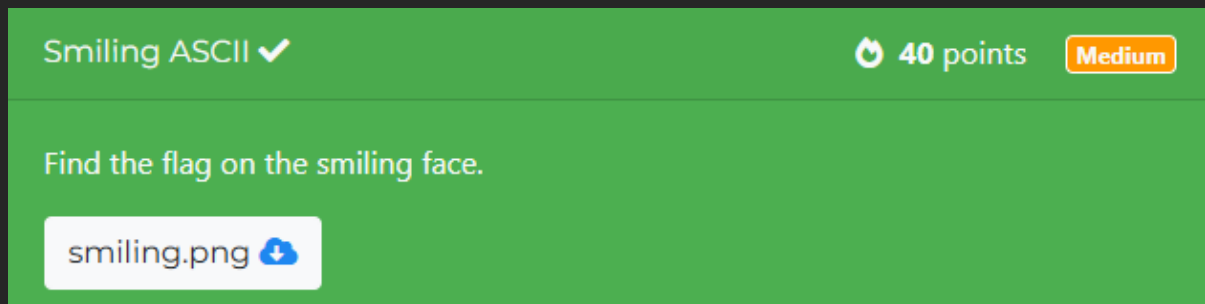 Smiling ASCII 40 points Medium
Find the flag on the smiling face.
smiling.png